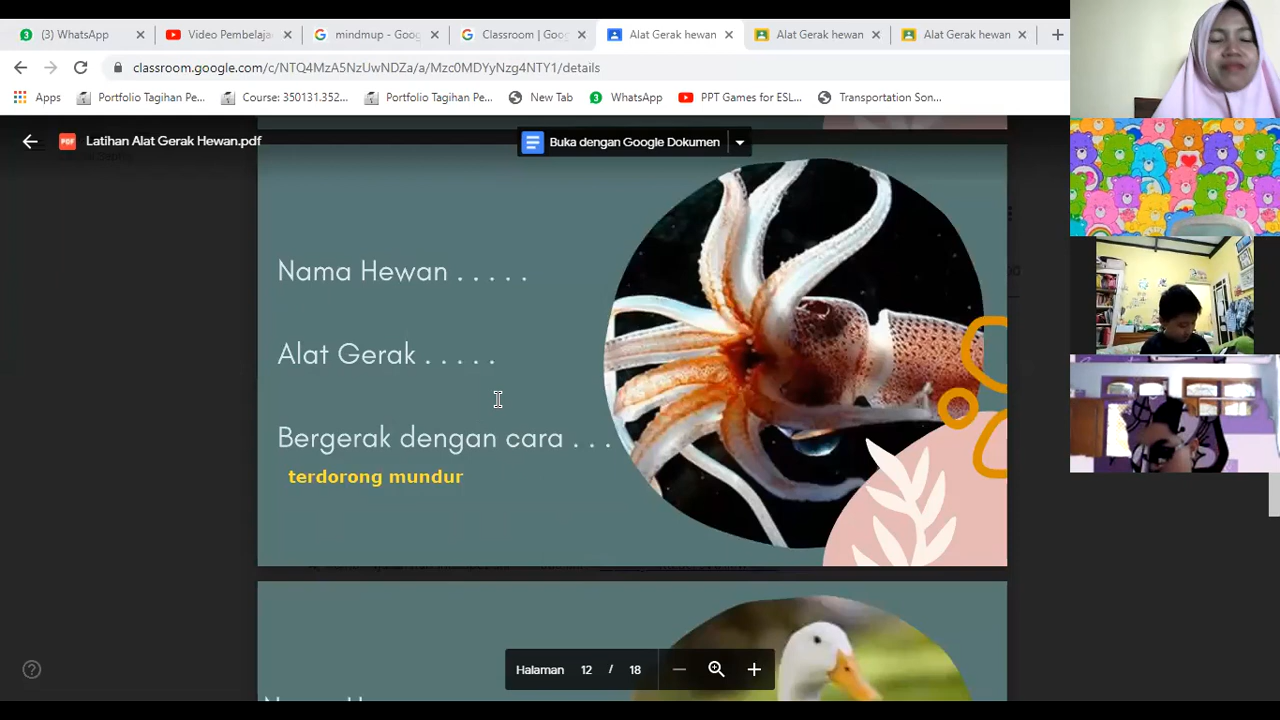 (3) WhatsApp
Video Pembelaja
mindmup - Goog
Classroom | Goog
Alat Gerak hewan
Alat Gerak hewan
Alat Gerak hewan
classroom.google.com/c/NTQ4MzA5NzUwNDZa/a/Mzc0MDYyNzg4NTY1/details
Apps
Portfolio Tagihan Pe...
Course: 350131.352...
Portfolio Tagihan Pe...
New Tab
WhatsApp
PPT Games for ESL...
Transportation Son...
PDF
Latihan Alat Gerak Hewan.pdf
Buka dengan Google Dokumen
Nama Hewan . . . . .
Alat Gerak . . . . .
Bergerak dengan cara . . .
terdorong mundur
Halaman 12 / 18